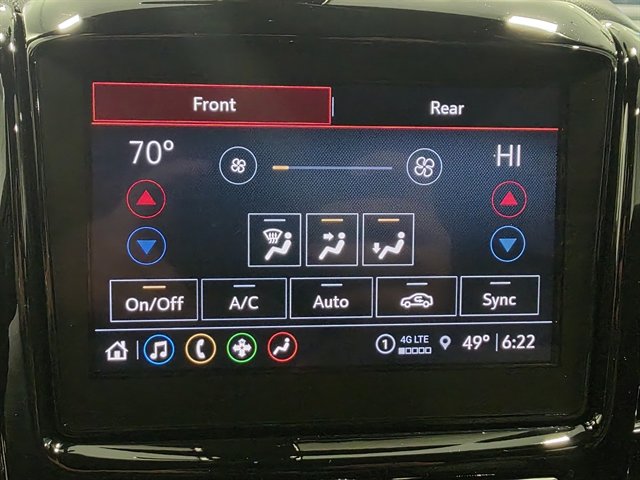 Front Rear
70° HI
On/Off A/C Auto Sync
1 4G LTE 49° 6:22